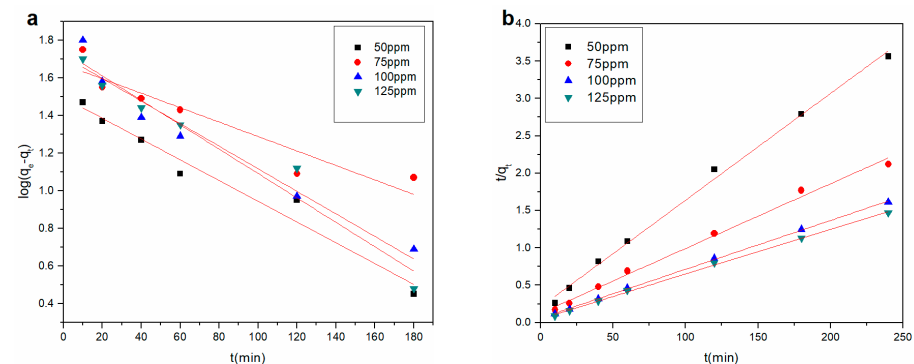 a
log(qe-qt)
1.8
1.6
1.4
1.2
1.0
0.8
0.6
0.4
0 20 40 60 80 100 120 140 160 180
t(min)
50ppm
75ppm
100ppm
125ppm
b
t/qt
4.0
3.5
3.0
2.5
2.0
1.5
1.0
0.5
0.0
0 50 100 150 200 250
t(min)
50ppm
75ppm
100ppm
125ppm